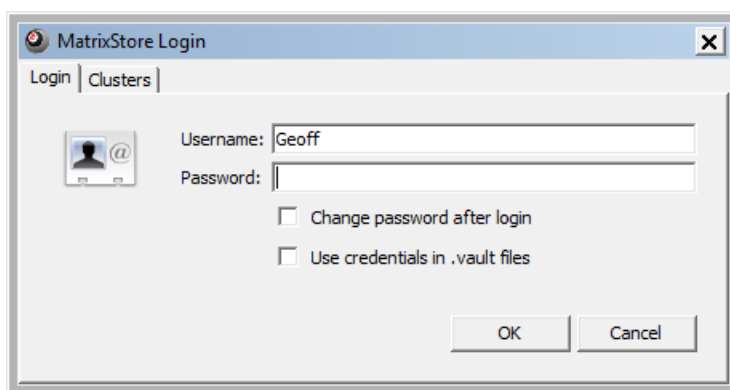 MatrixStore Login
Login Clusters
@
Username: Geoff
Password:
Change password after login
Use credentials in .vault files
OK Cancel